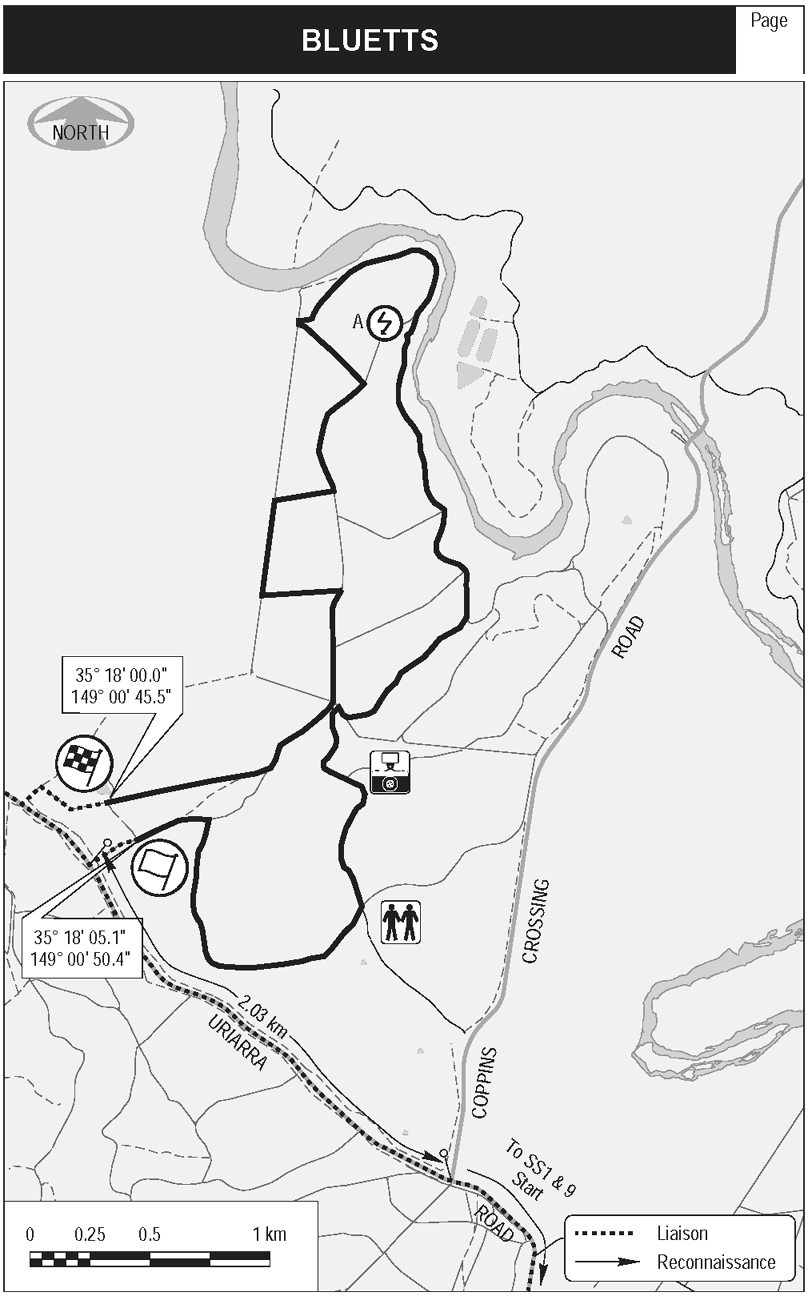 BLUETTS
Page
NORTH
A
ROAD
35° 18' 00.0"
149° 00' 45.5"
35° 18' 05.1"
149° 00' 50.4"
CROSSING
2.03 km
URIARRA
COPPINS
To SS1 & 9
Start
ROAD
0 0.25 0.5 1 km
Liaison
Reconnaissance